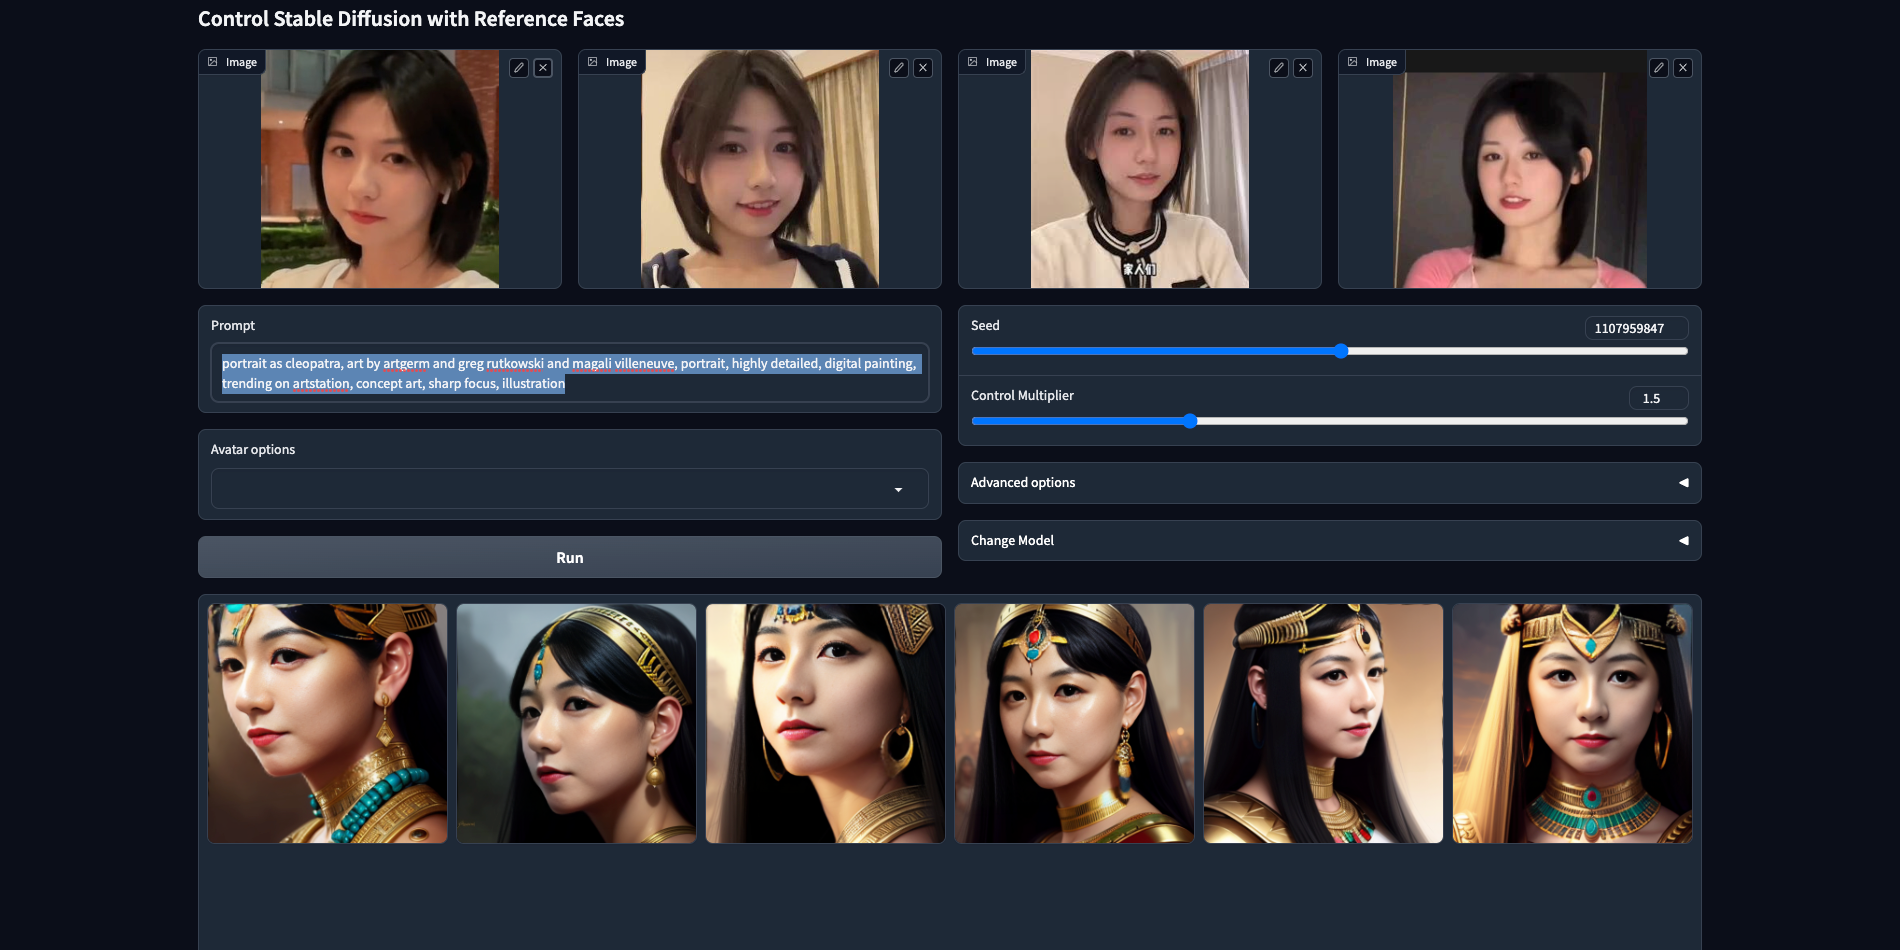 Control Stable Diffusion with Reference Faces
Image
Image
Image
Image
家人们
Prompt
portrait as cleopatra, art by artgerm and greg rutkowski and magali villeneuve, portrait, highly detailed, digital painting,
trending on artstation, concept art, sharp focus, illustration
Seed
1107959847
Control Multiplier
1.5
Avatar options
Advanced options
Change Model
Run